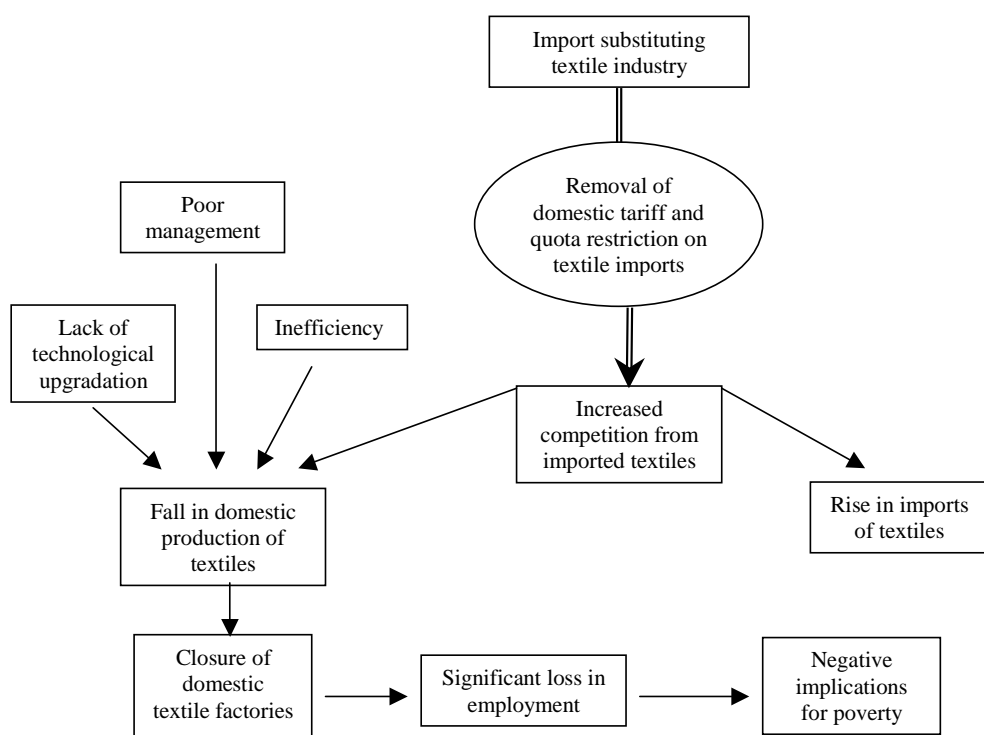 Import substituting
textile industry
Removal of
domestic tariff and
quota restriction on
textile imports
Poor
management
Lack of
technological
upgradation
Inefficiency
Increased
competition from
imported textiles
Rise in imports
of textiles
Fall in domestic
production of
textiles
Closure of
domestic
textile factories
Significant loss in
employment
Negative
implications
for poverty